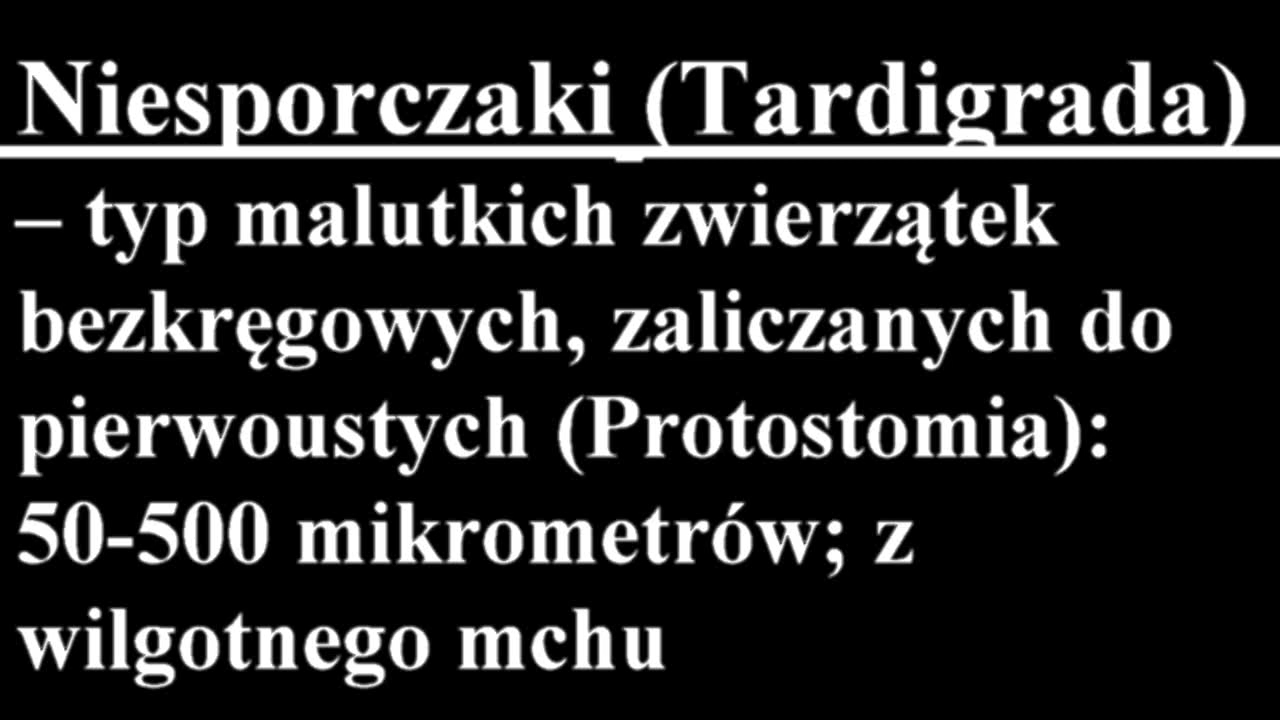 Niesporczaki (Tardigrada)
– typ malutkich zwierzątek
bezkręgowych, zaliczanych do
pierwoustych (Protostomia):
50-500 mikrometrów; z
wilgotnego mchu